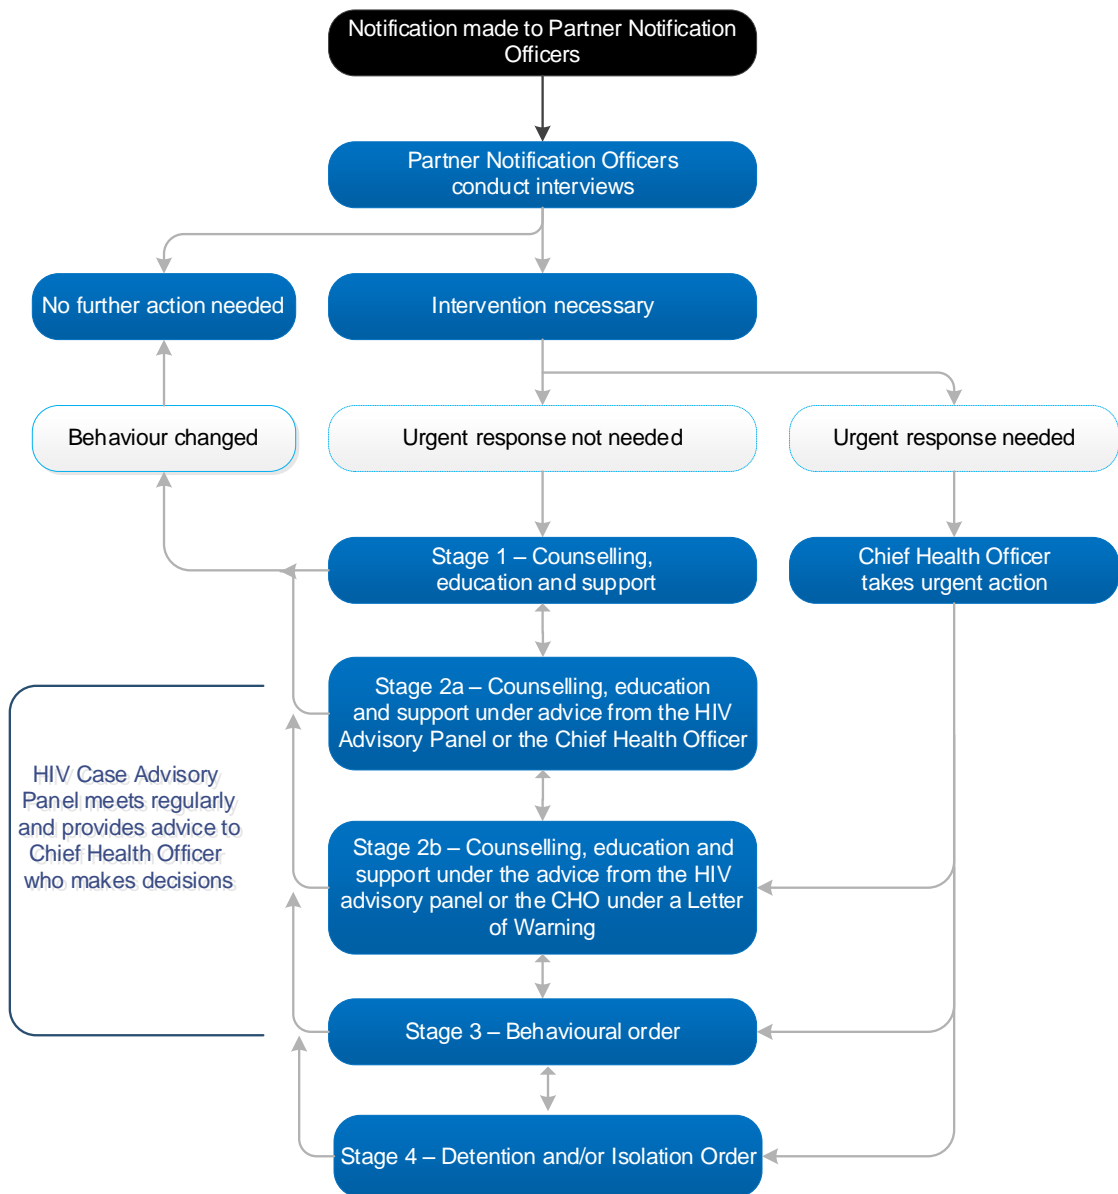 Notification made to Partner Notification
Officers
Partner Notification Officers
conduct interviews
No further action needed
Intervention necessary
Behaviour changed
Urgent response not needed
Urgent response needed
Stage 1 – Counselling,
education and support
Chief Health Officer
takes urgent action
Stage 2a – Counselling, education
and support under advice from the HIV
Advisory Panel or the Chief Health Officer
HIV Case Advisory
Panel meets regularly
and provides advice to
Chief Health Officer
who makes decisions
Stage 2b – Counselling, education and
support under the advice from the HIV
advisory panel or the CHO under a Letter
of Warning
Stage 3 – Behavioural order
Stage 4 – Detention and/or Isolation Order